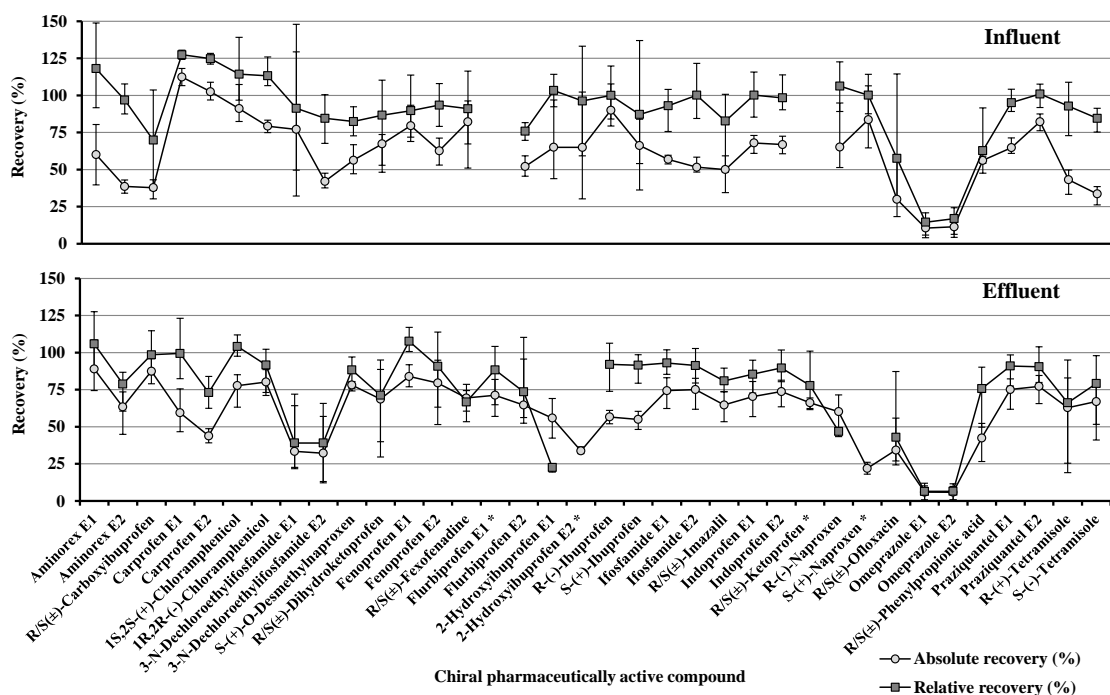 Influent
150
125
100
75
50
25
0
Recovery (%)
Effluent
150
125
100
75
50
25
0
Recovery (%)
Aminorex E1
Aminorex E2
R/S(±)-Carboxyibuprofen
Carprofen E1
Carprofen E2
1S,2S-(+)-Chloramphenicol
1R,2R-(-)-Chloramphenicol
3-N-Dechloroethylifosfamide E1
3-N-Dechloroethylifosfamide E2
S-(+)-O-Desmethylnaproxen
R/S(±)-Dihydroketoprofen
Fenoprofen E1
Fenoprofen E2
R/S(±)-Fexofenadine
Flurbiprofen E1 *
Flurbiprofen E2
2-Hydroxyibuprofen E1
2-Hydroxyibuprofen E2*
R-(-)-Ibuprofen
S-(+)-Ibuprofen
Ifosfamide E1
Ifosfamide E2
R/S(±)-Imazalil
Indoprofen E1
Indoprofen E2
R/S(±)-Ketoprofen *
R-(-)-Naproxen
S-(+)-Naproxen *
R/S(±)-Ofloxacin
Omeprazole E1
Omeprazole E2
R/S(±)-Phenylpropionic acid
Praziquantel E1
Praziquantel E2
R-(+)-Tetramisole
S-(-)-Tetramisole
Chiral pharmaceutically active compound
Absolute recovery (%)
Relative recovery (%)